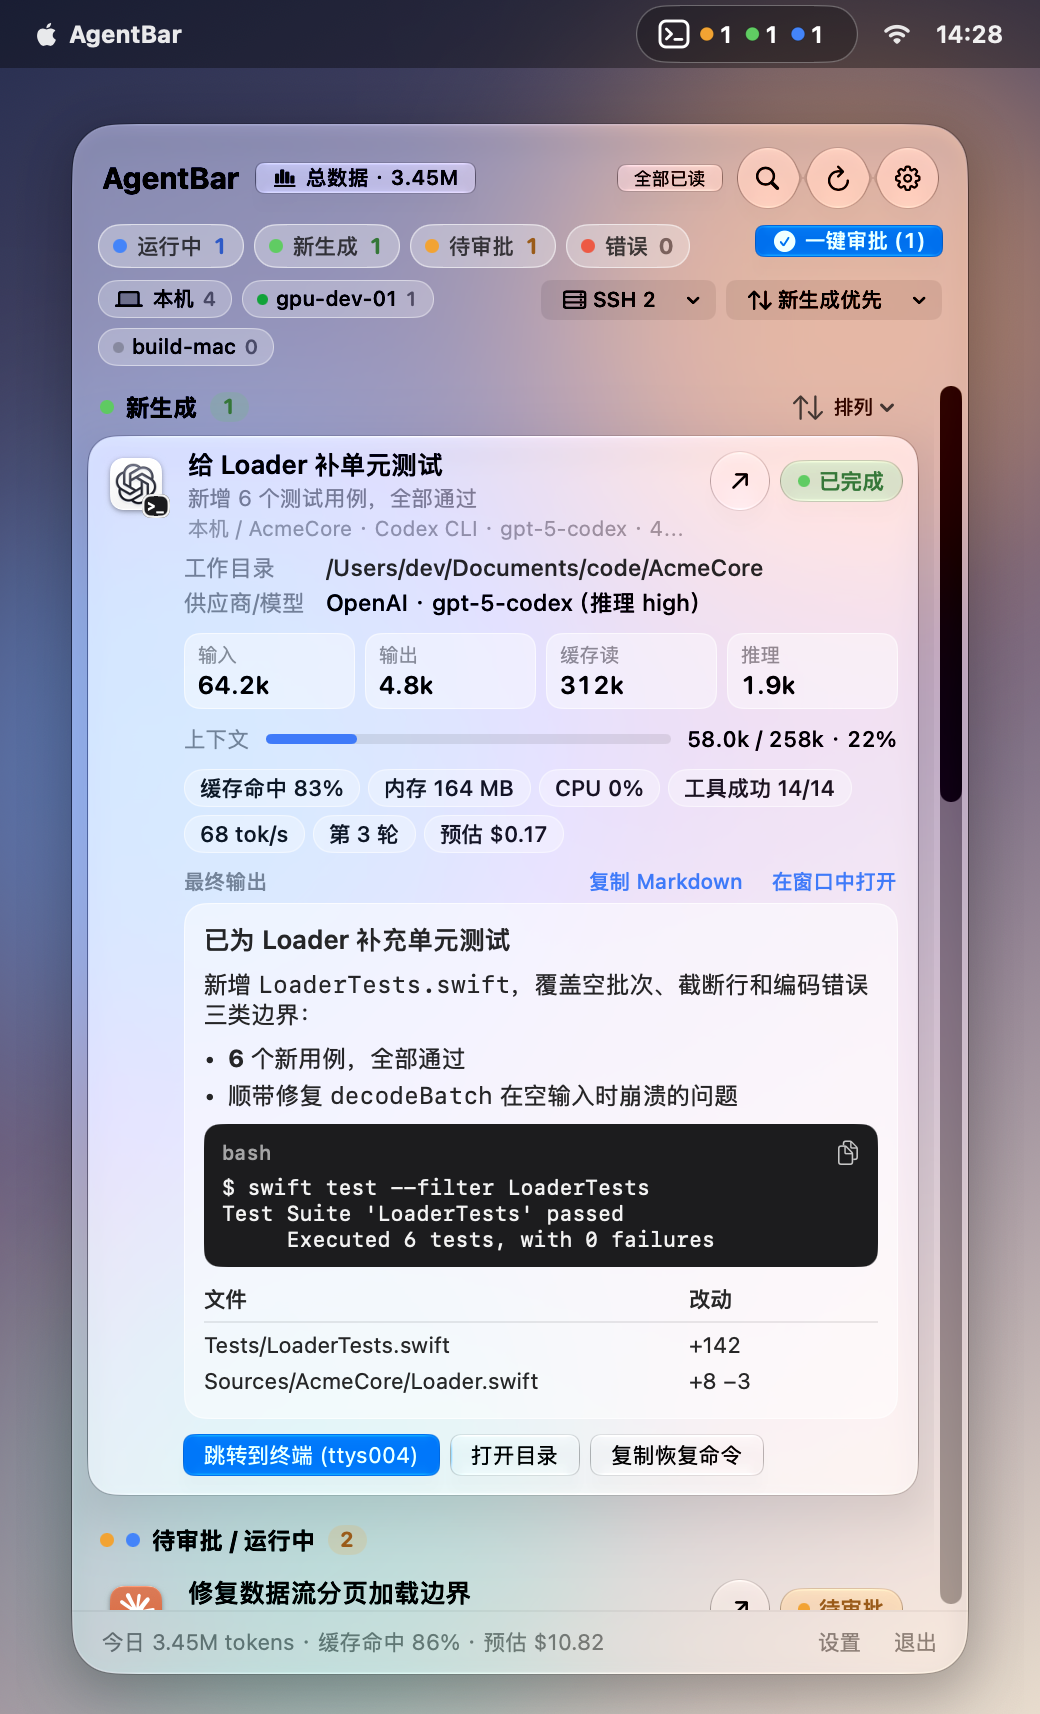 AgentBar 1 1 1 14:28
AgentBar 总数据 · 3.45M 全部已读
运行中 1 新生成 1 待审批 1 错误 0 一键审批 (1)
本机 4 gpu-dev-01 1 SSH 2 新生成优先
build-mac 0
新生成 1 排列
给 Loader 补单元测试 已完成
新增 6 个测试用例，全部通过
本机 / AcmeCore · Codex CLI · gpt-5-codex · 4...
工作目录 /Users/dev/Documents/code/AcmeCore
供应商/模型 OpenAI · gpt-5-codex (推理 high)
输入 输出 缓存读 推理
64.2k 4.8k 312k 1.9k
上下文 58.0k / 258k · 22%
缓存命中 83% 内存 164 MB CPU 0% 工具成功 14/14
68 tok/s 第 3 轮 预估 $0.17
最终输出 复制 Markdown 在窗口中打开
已为 Loader 补充单元测试
新增 LoaderTests.swift，覆盖空批次、截断行和编码错误
三类边界：
• 6 个新用例，全部通过
• 顺带修复 decodeBatch 在空输入时崩溃的问题
bash
$ swift test --filter LoaderTests
Test Suite 'LoaderTests' passed
Executed 6 tests, with 0 failures
文件 改动
Tests/LoaderTests.swift +142
Sources/AcmeCore/Loader.swift +8 −3
跳转到终端 (ttys004) 打开目录 复制恢复命令
待审批 / 运行中 2
修复数据流分页加载边界 待审批
今日 3.45M tokens · 缓存命中 86% · 预估 $10.82 设置 退出